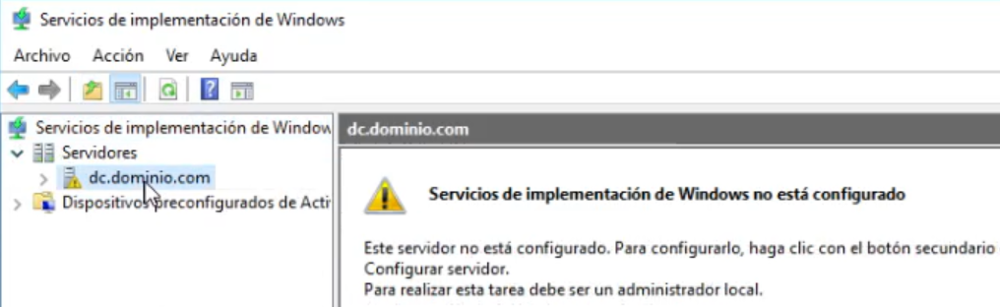 Servicios de implementación de Windows
Archivo Acción Ver Ayuda
Servicios de implementación de Window
Servidores
dc.dominio.com
Dispositivos preconfigurados de Acti
dc.dominio.com
Servicios de implementación de Windows no está configurado
Este servidor no está configurado. Para configurarlo, haga clic con el botón secundario
Configurar servidor.
Para realizar esta tarea debe ser un administrador local.